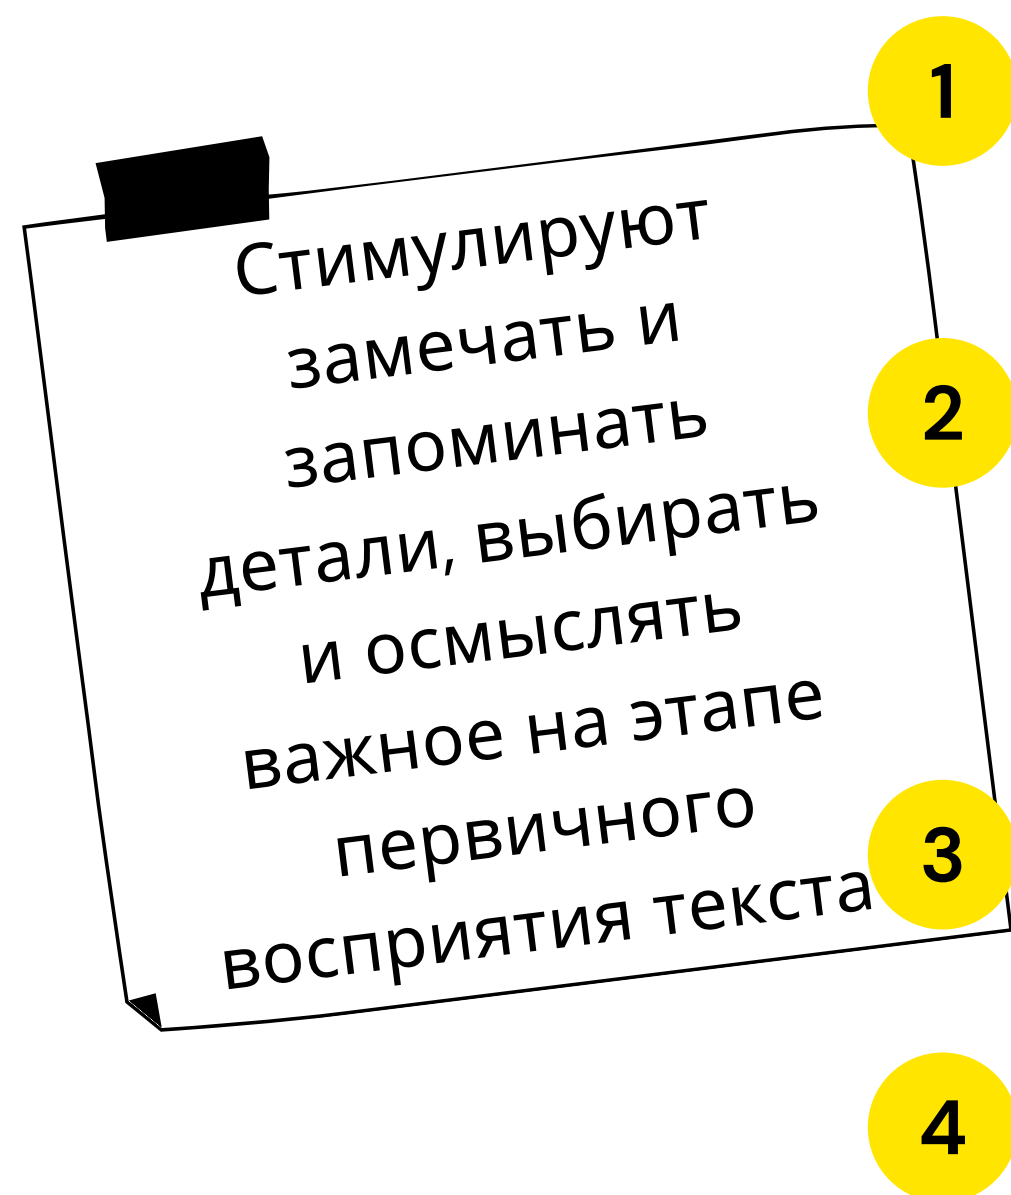 1
Стимулируют
замечать и
запоминать
детали, выбирать
и осмыслять
важное на этапе
первичного
восприятия текста
2
3
4